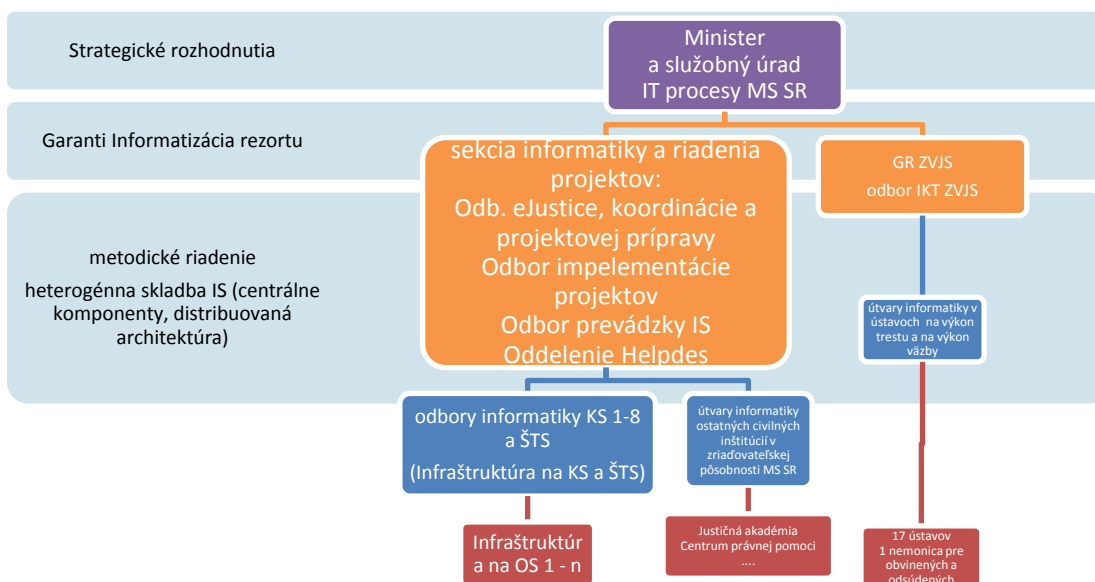 Strategické rozhodnutia
Minister
a služobný úrad
IT procesy MS SR
Garanti Informatizácia rezortu
sekcia informatiky a riadenia
projektov:
Odb. eJustice, koordinácie a
projektovej prípravy
Odbor impelementácie
projektov
Odbor prevádzky IS
Oddelenie Helpdes
GR ZVJS
odbor IKT ZVJS
metodické riadenie
heterogénna skladba IS (centrálne
komponenty, distribuovaná
architektúra)
útvary informatiky v
ústavoch na výkon
trestu a na výkon
väzby
odbory informatiky KS 1-8
a ŠTS
(Infraštruktúra na KS a ŠTS)
útvary informatiky
ostatných civilných
inštitúcií v
zriaďovateľskej
pôsobnosti MS SR
Infraštruktúr
a na OS 1 - n
Justičná akadémia
Centrum právnej pomoci
....
17 ústavov
1 nemonica pre
obvinených a
odsúdených